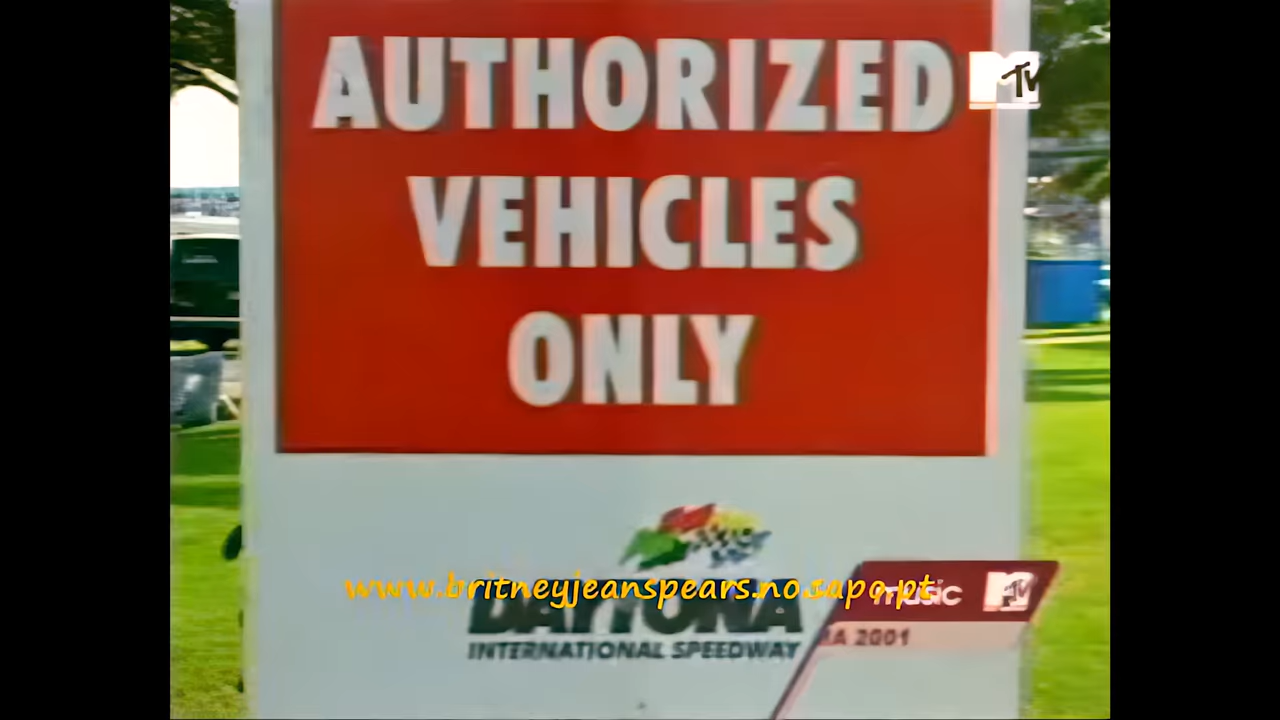 AUTHORIZED
VEHICLES
ONLY
MTV
www.britneyjeanspears.no.sapo.pt
music MTV
DAYTONA
INTERNATIONAL SPEEDWAY
2001